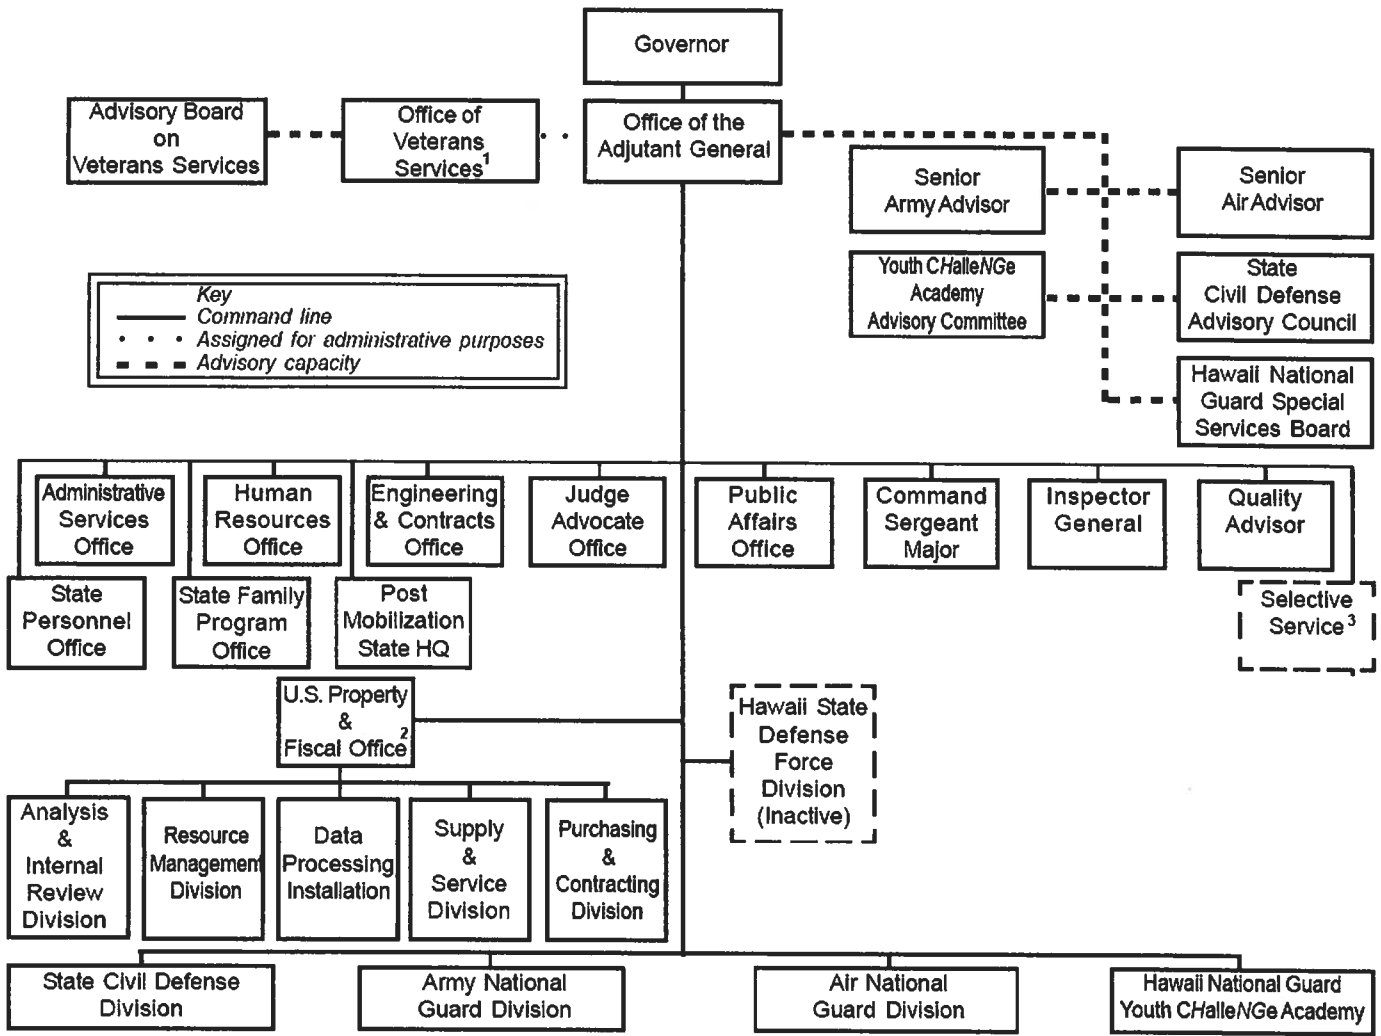 Governor
Advisory Board
on
Veterans Services
Office of
Veterans
Services1
Office of the
Adjutant General
Senior
Army Advisor
Senior
Air Advisor
Youth CHalleNGe
Academy
Advisory Committee
State
Civil Defense
Advisory Council
Hawaii National
Guard Special
Services Board
Key
Command line
Assigned for administrative purposes
Advisory capacity
Administrative
Services
Office
Human
Resources
Office
Engineering
& Contracts
Office
Judge
Advocate
Office
Public
Affairs
Office
Command
Sergeant
Major
Inspector
General
Quality
Advisor
State
Personnel
Office
State Family
Program
Office
Post
Mobilization
State HQ
Selective
Service3
U.S. Property
&
Fiscal Office2
Hawaii State
Defense
Force
Division
(Inactive)
Analysis
&
Internal
Review
Division
Resource
Management
Division
Data
Processing
Installation
Supply
&
Service
Division
Purchasing
&
Contracting
Division
State Civil Defense
Division
Army National
Guard Division
Air National
Guard Division
Hawaii National Guard
Youth CHalleNGe Academy